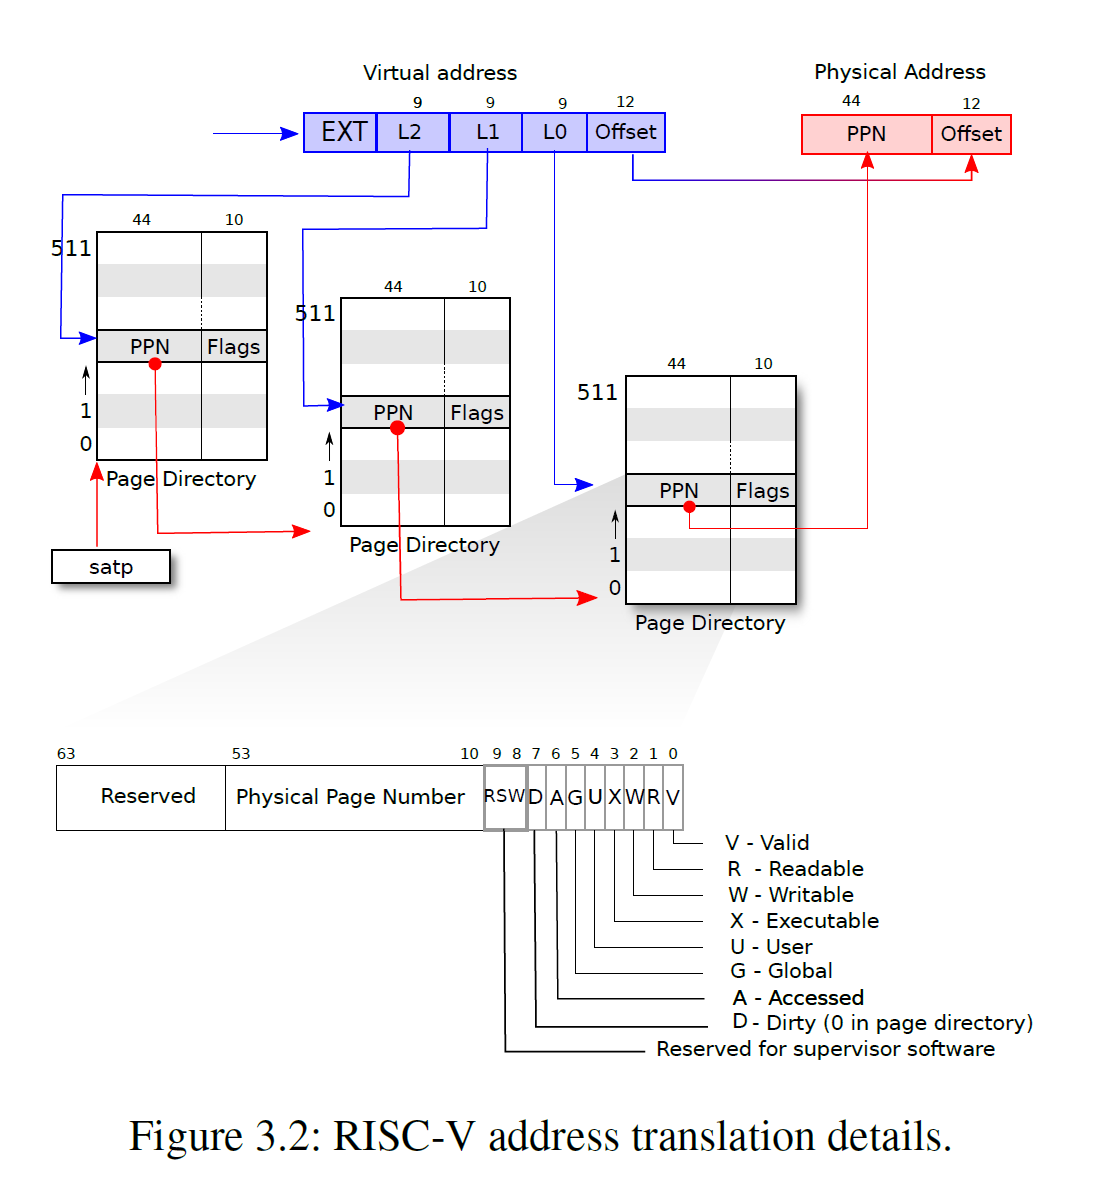 Virtual address
Physical Address
9 9 9 12
44 12
EXT L2 L1 L0 Offset
PPN Offset
44 10
511
PPN Flags
1
0
Page Directory
satp
44 10
511
PPN Flags
1
0
Page Directory
44 10
511
PPN Flags
1
0
Page Directory
63 53 10 9 8 7 6 5 4 3 2 1 0
Reserved Physical Page Number RSW D A G U X W R V
V - Valid
R - Readable
W - Writable
X - Executable
U - User
G - Global
A - Accessed
D - Dirty (0 in page directory)
Reserved for supervisor software
Figure 3.2: RISC-V address translation details.